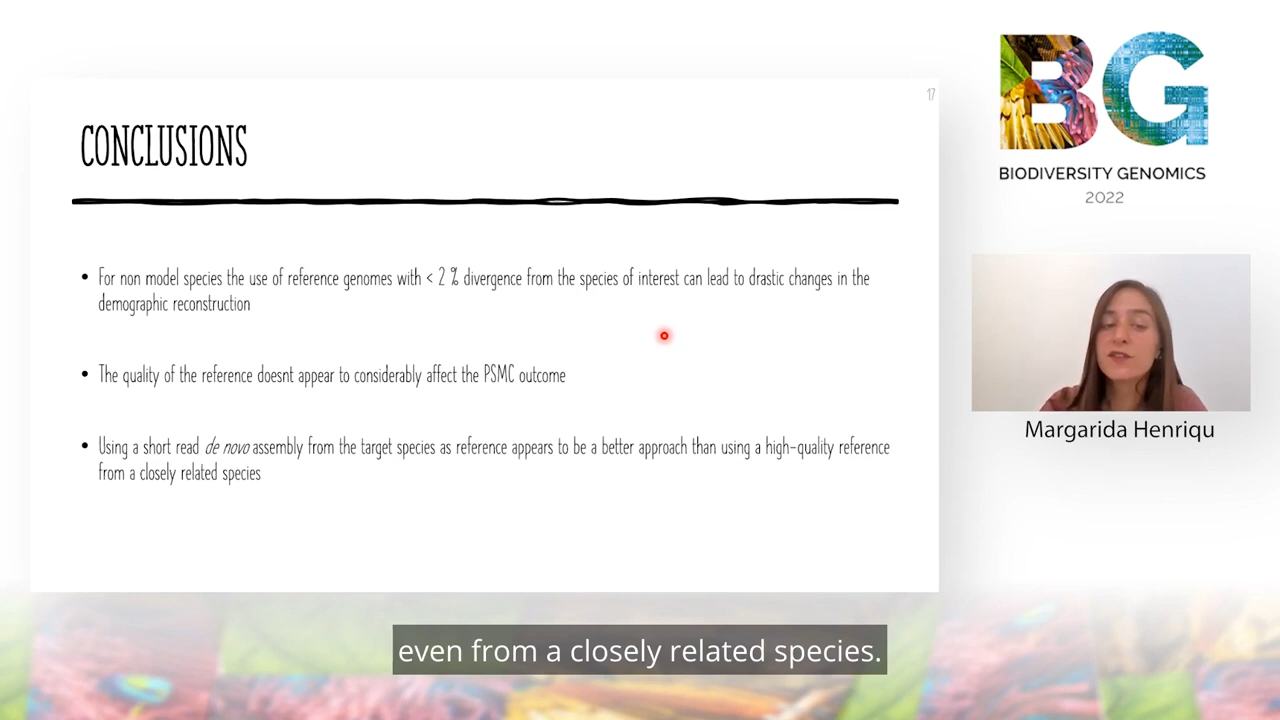 17
CONCLUSIONS
• For non model species the use of reference genomes with < 2 % divergence from the species of interest can lead to drastic changes in the
demographic reconstruction
• The quality of the reference doesnt appear to considerably affect the PSMC outcome
• Using a short read de novo assembly from the target species as reference appears to be a better approach than using a high-quality reference
from a closely related species
BG
BIODIVERSITY GENOMICS
2022
Margarida Henriqu
even from a closely related species.